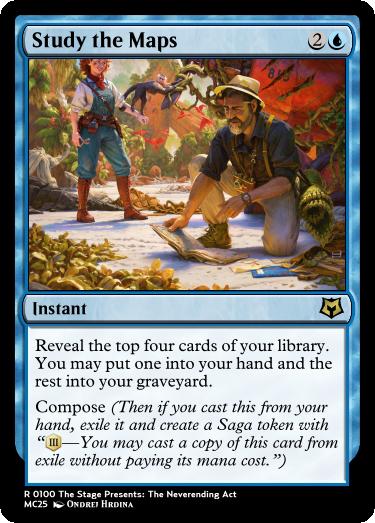 Study the Maps 2
Instant
Reveal the top four cards of your library.
You may put one into your hand and the
rest into your graveyard.
Compose (Then if you cast this from your
hand, exile it and create a Saga token with
“III—You may cast a copy of this card from
exile without paying its mana cost.”)
R 0100 The Stage Presents: The Neverending Act
MC25 Ondrej Hrdina